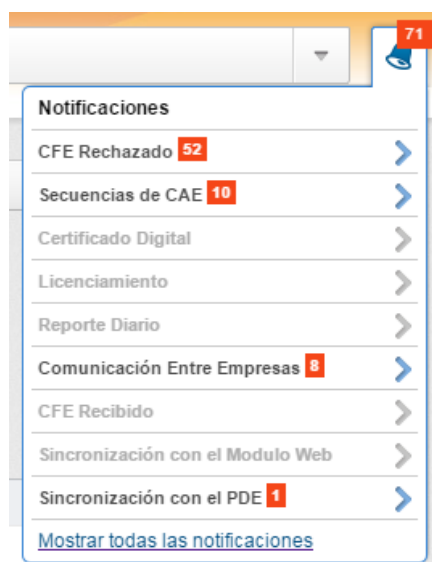 71
Notificaciones
CFE Rechazado 52
Secuencias de CAE 10
Certificado Digital
Licenciamiento
Reporte Diario
Comunicación Entre Empresas 8
CFE Recibido
Sincronización con el Modulo Web
Sincronización con el PDE 1
Mostrar todas las notificaciones